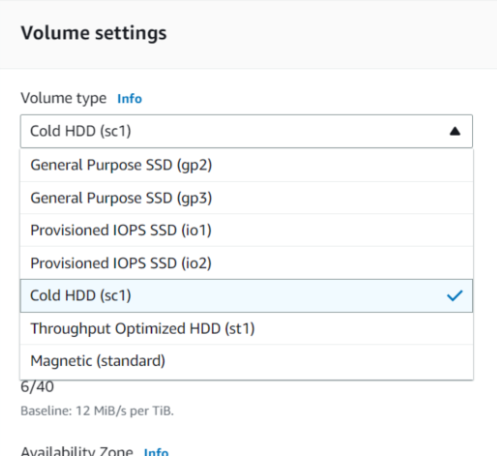 Volume settings
Volume type Info
Cold HDD (sc1)
General Purpose SSD (gp2)
General Purpose SSD (gp3)
Provisioned IOPS SSD (io1)
Provisioned IOPS SSD (io2)
Cold HDD (sc1)
Throughput Optimized HDD (st1)
Magnetic (standard)
6/40
Baseline: 12 MiB/s per TiB.
Availability Zone Info